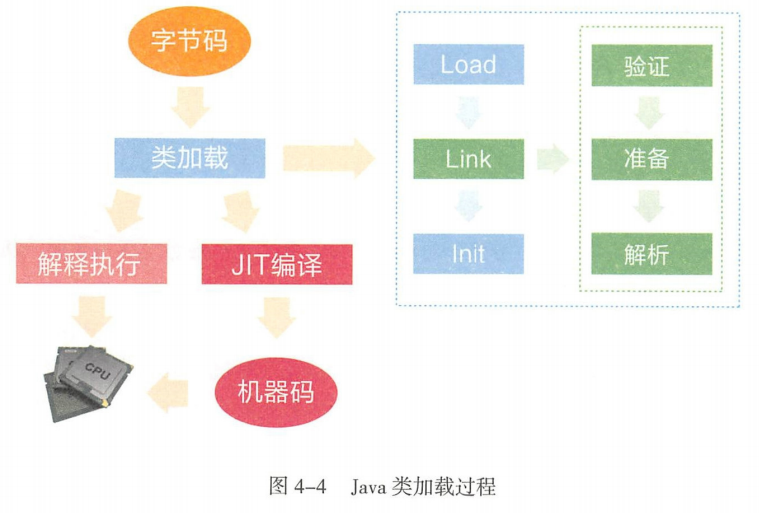 字节码
类加载
解释执行
JIT编译
CPU
机器码
Load
Link
Init
验证
准备
解析
图 4-4 Java 类加载过程